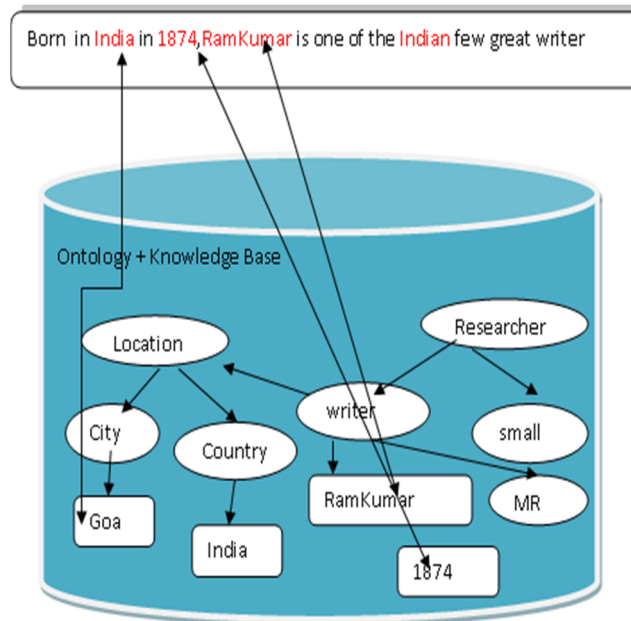 Born in India in 1874,RamKumar is one of the Indian few great writer
Ontology + Knowledge Base
Researcher
Location
writer
City
small
Country
RamKumar
MR
Goa
India
1874